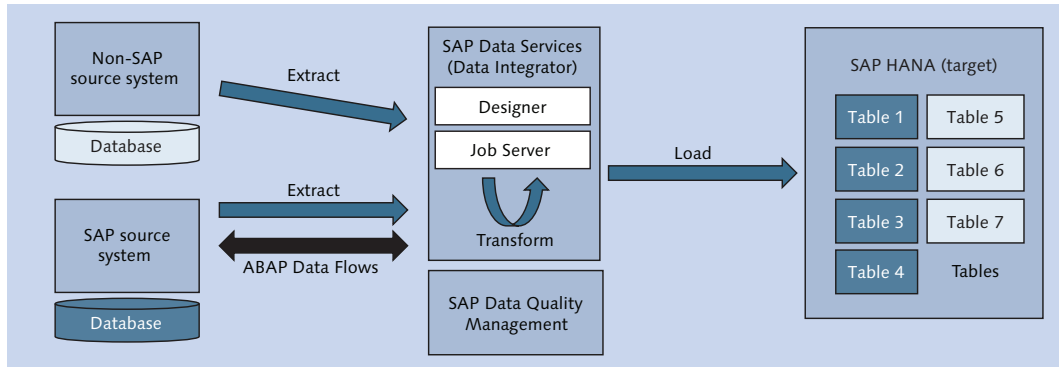 Non-SAP
source system
Database
Extract
SAP source
system
Database
Extract
ABAP Data Flows
SAP Data Services
(Data Integrator)
Designer
Job Server
Transform
SAP Data Quality
Management
Load
SAP HANA (target)
Table 1
Table 5
Table 2
Table 6
Table 3
Table 7
Table 4
Tables